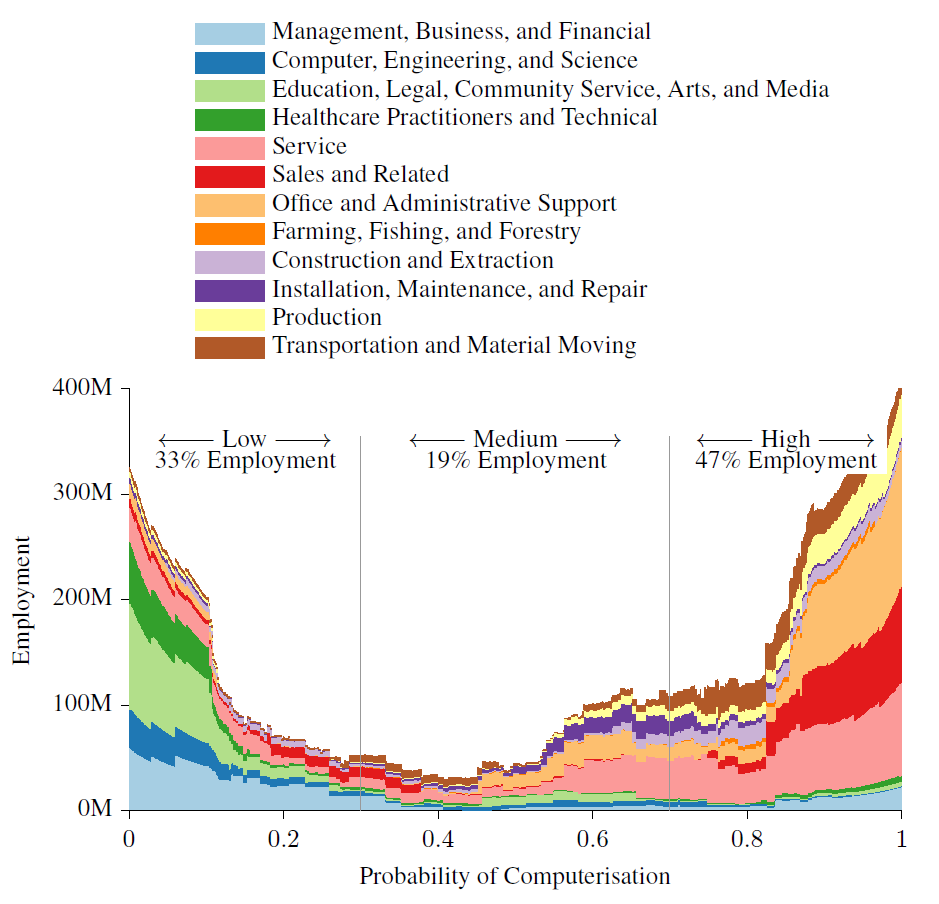 Management, Business, and Financial
Computer, Engineering, and Science
Education, Legal, Community Service, Arts, and Media
Healthcare Practitioners and Technical
Service
Sales and Related
Office and Administrative Support
Farming, Fishing, and Forestry
Construction and Extraction
Installation, Maintenance, and Repair
Production
Transportation and Material Moving
400M
Low
Medium
High
33% Employment
19% Employment
47% Employment
300M
200M
100M
0M
Employment
0
0.2
0.4
0.6
0.8
1
Probability of Computerisation